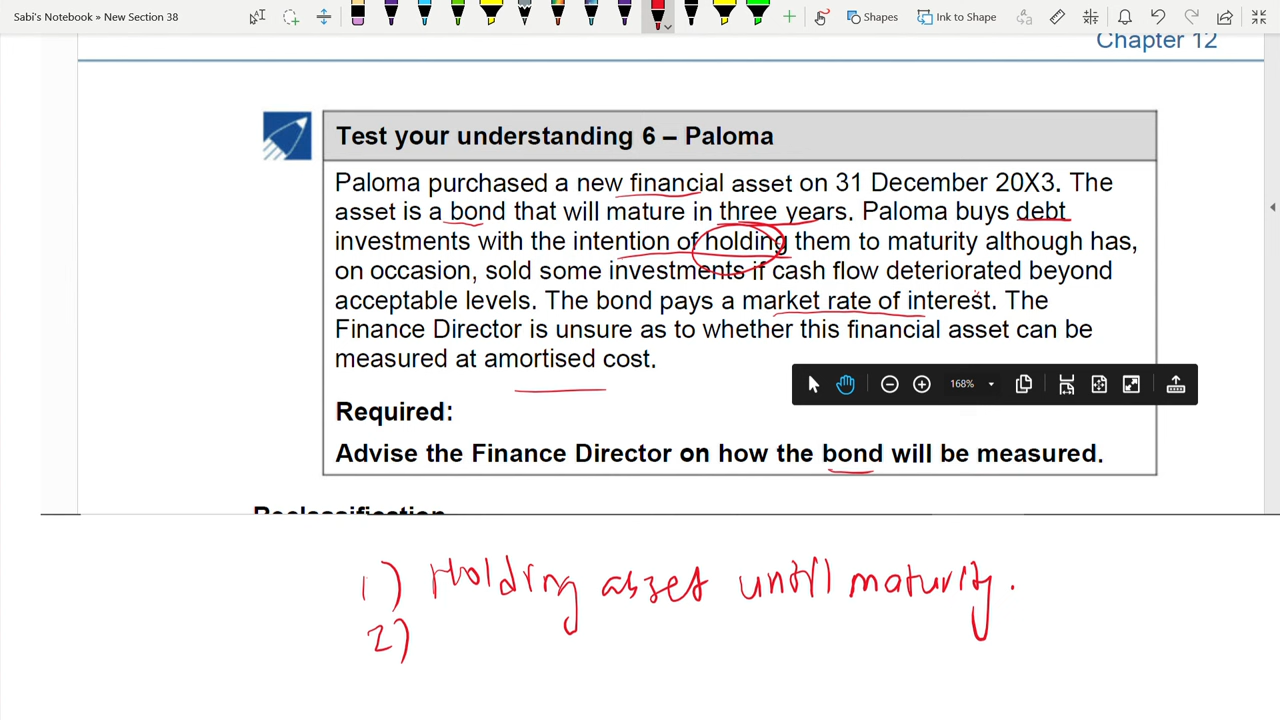 Sabi's Notebook » New Section 38
Shapes
Ink to Shape
Chapter 12
Test your understanding 6 – Paloma
Paloma purchased a new financial asset on 31 December 20X3. The
asset is a bond that will mature in three years. Paloma buys debt
investments with the intention of holding them to maturity although has,
on occasion, sold some investments if cash flow deteriorated beyond
acceptable levels. The bond pays a market rate of interest. The
Finance Director is unsure as to whether this financial asset can be
measured at amortised cost.
168%
Required:
Advise the Finance Director on how the bond will be measured.
Reclassification
1) Holding asset until maturity.
2)